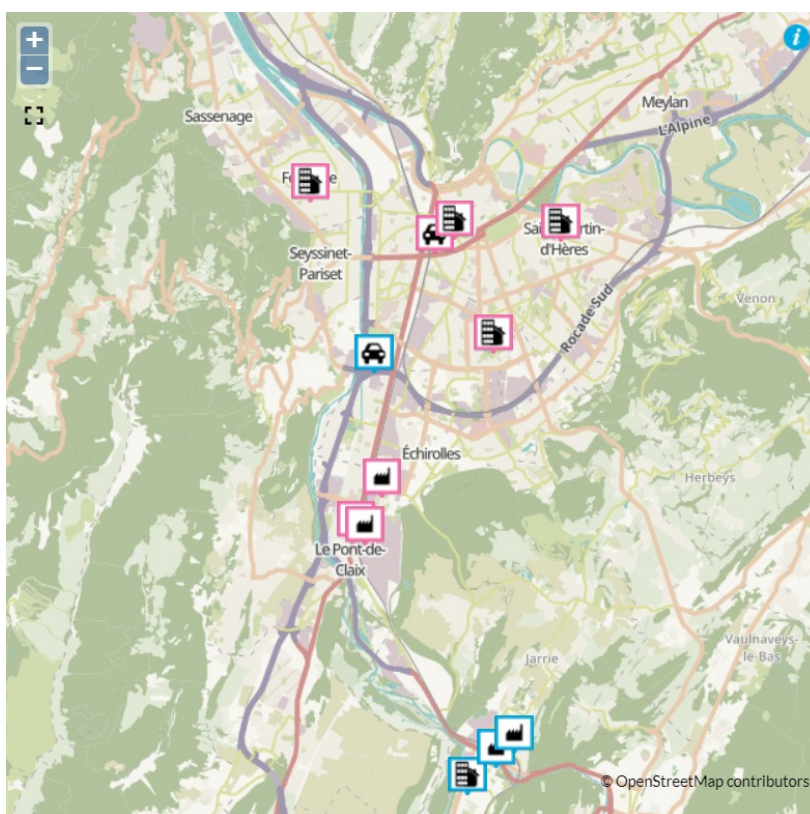 +
−
i
Meylan
Sassenage
L'Alpine
Seyssinet-
Pariset
d'Hères
Venon
Rocade Sud
Échirolles
Herbeys
Le Pont-de-
Claix
Vaulnaveys-
le-Bas
Jarrie
© OpenStreetMap contributors